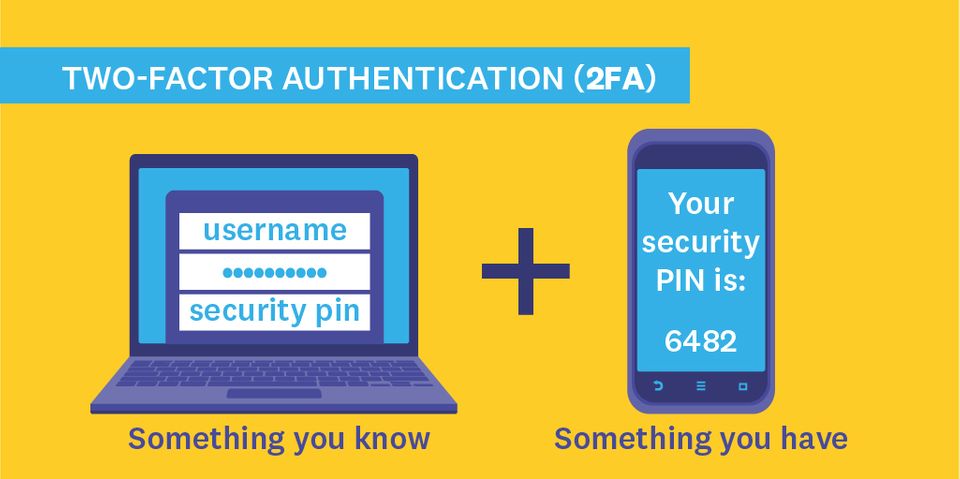 TWO-FACTOR AUTHENTICATION (2FA)
username
••••••••••
security pin
Something you know
+
Your
security
PIN is:
6482
Something you have